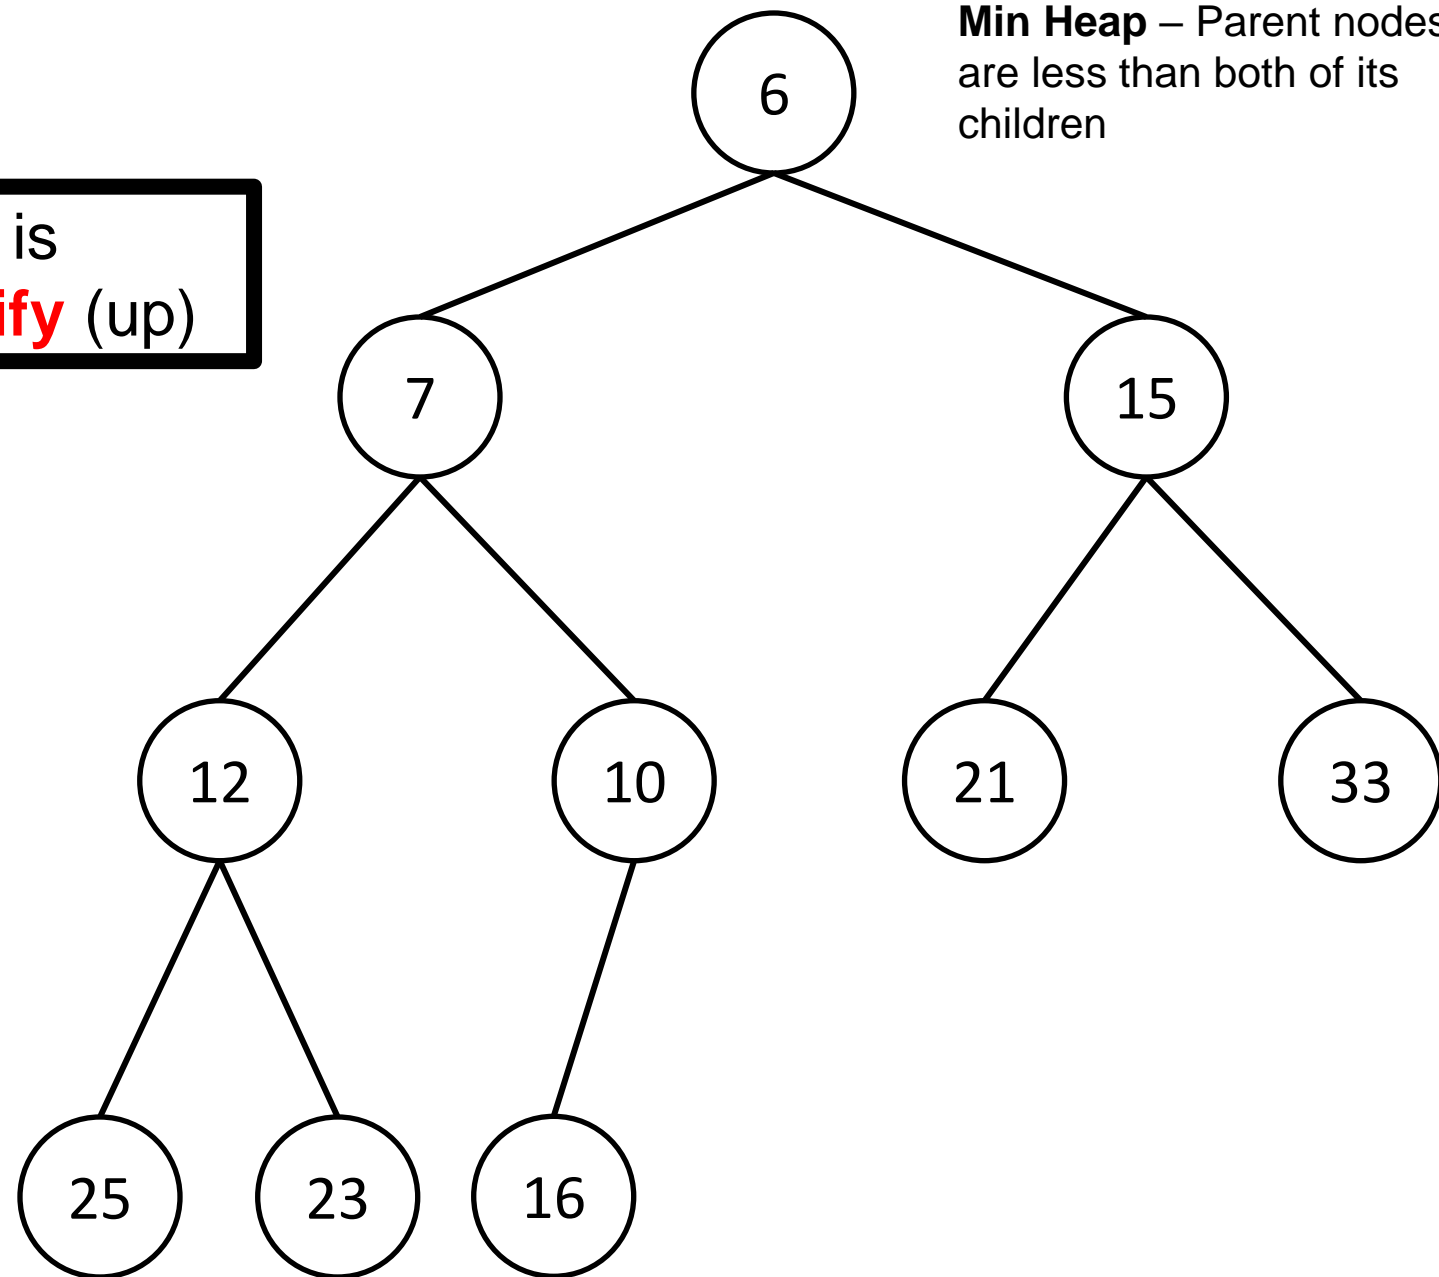 Min Heap – Parent nodes
are less than both of its
children
6
is
ify (up)
7
15
12
10
21
33
25
23
16